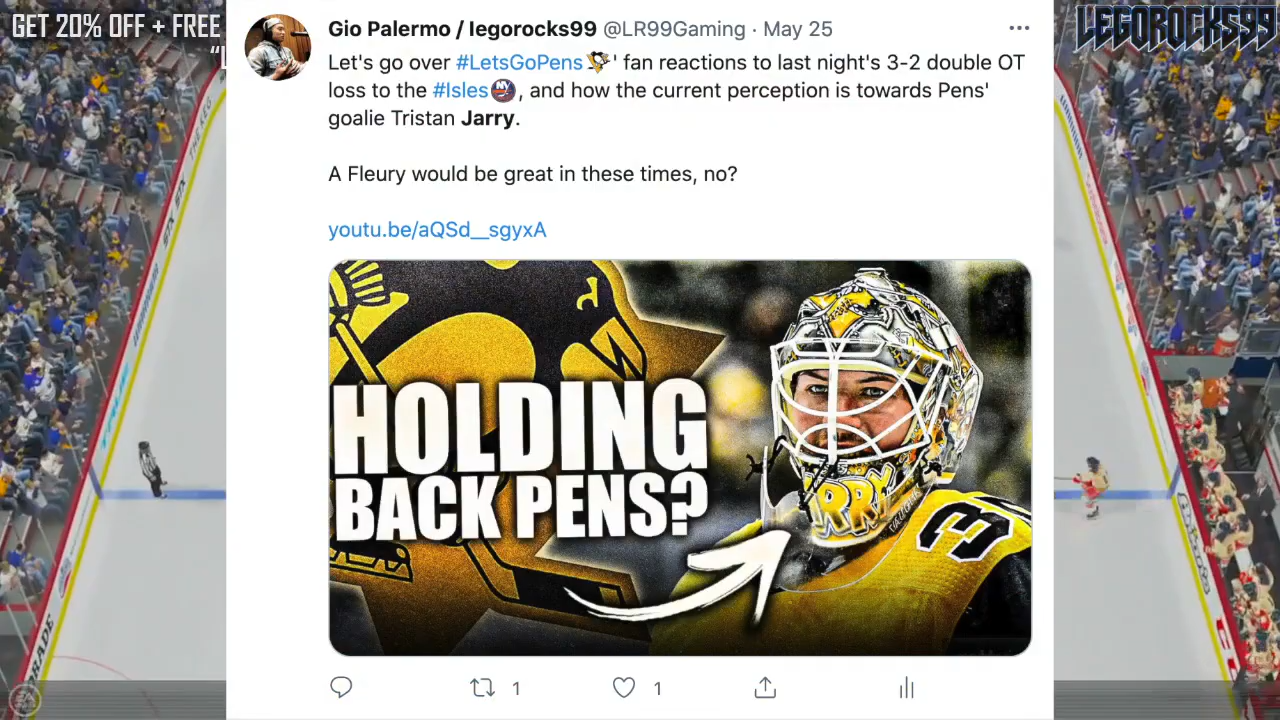 GET 20% OFF + FREE
“L
LEGOROCKS99
Gio Palermo / legorocks99 @LR99Gaming · May 25
Let's go over #LetsGoPens' fan reactions to last night's 3-2 double OT
loss to the #Isles, and how the current perception is towards Pens'
goalie Tristan Jarry.
A Fleury would be great in these times, no?
youtu.be/aQSd__sgyxA
HOLDING
BACK PENS?
JARRY
3
1
1